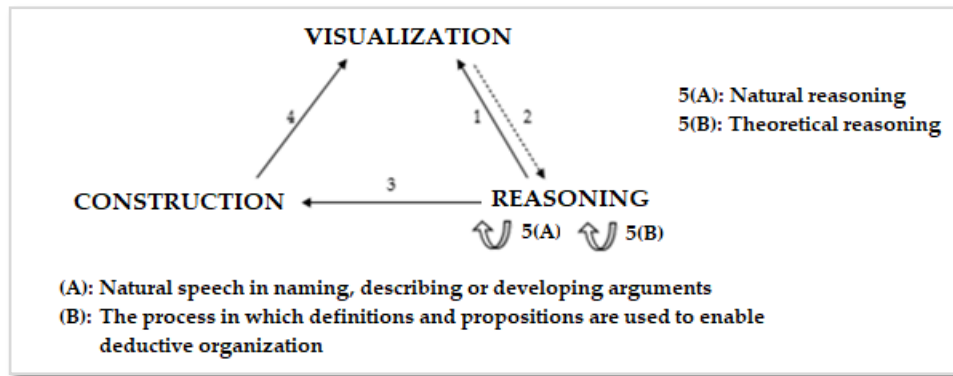 VISUALIZATION
5(A): Natural reasoning
5(B): Theoretical reasoning
4
1
2
3
CONSTRUCTION
REASONING
5(A)
5(B)
(A): Natural speech in naming, describing or developing arguments
(B): The process in which definitions and propositions are used to enable
deductive organization